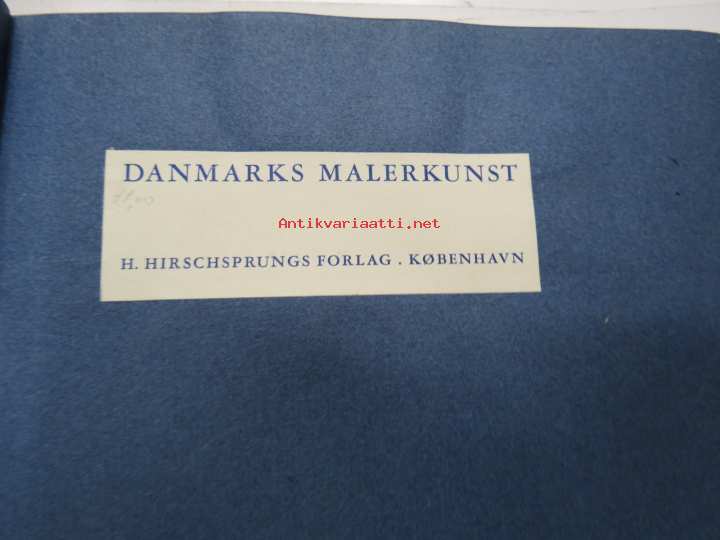 DANMARKS MALERKUNST
Antikvariaatti.net
H. HIRSCHSPRUNGS FORLAG . KØBENHAVN